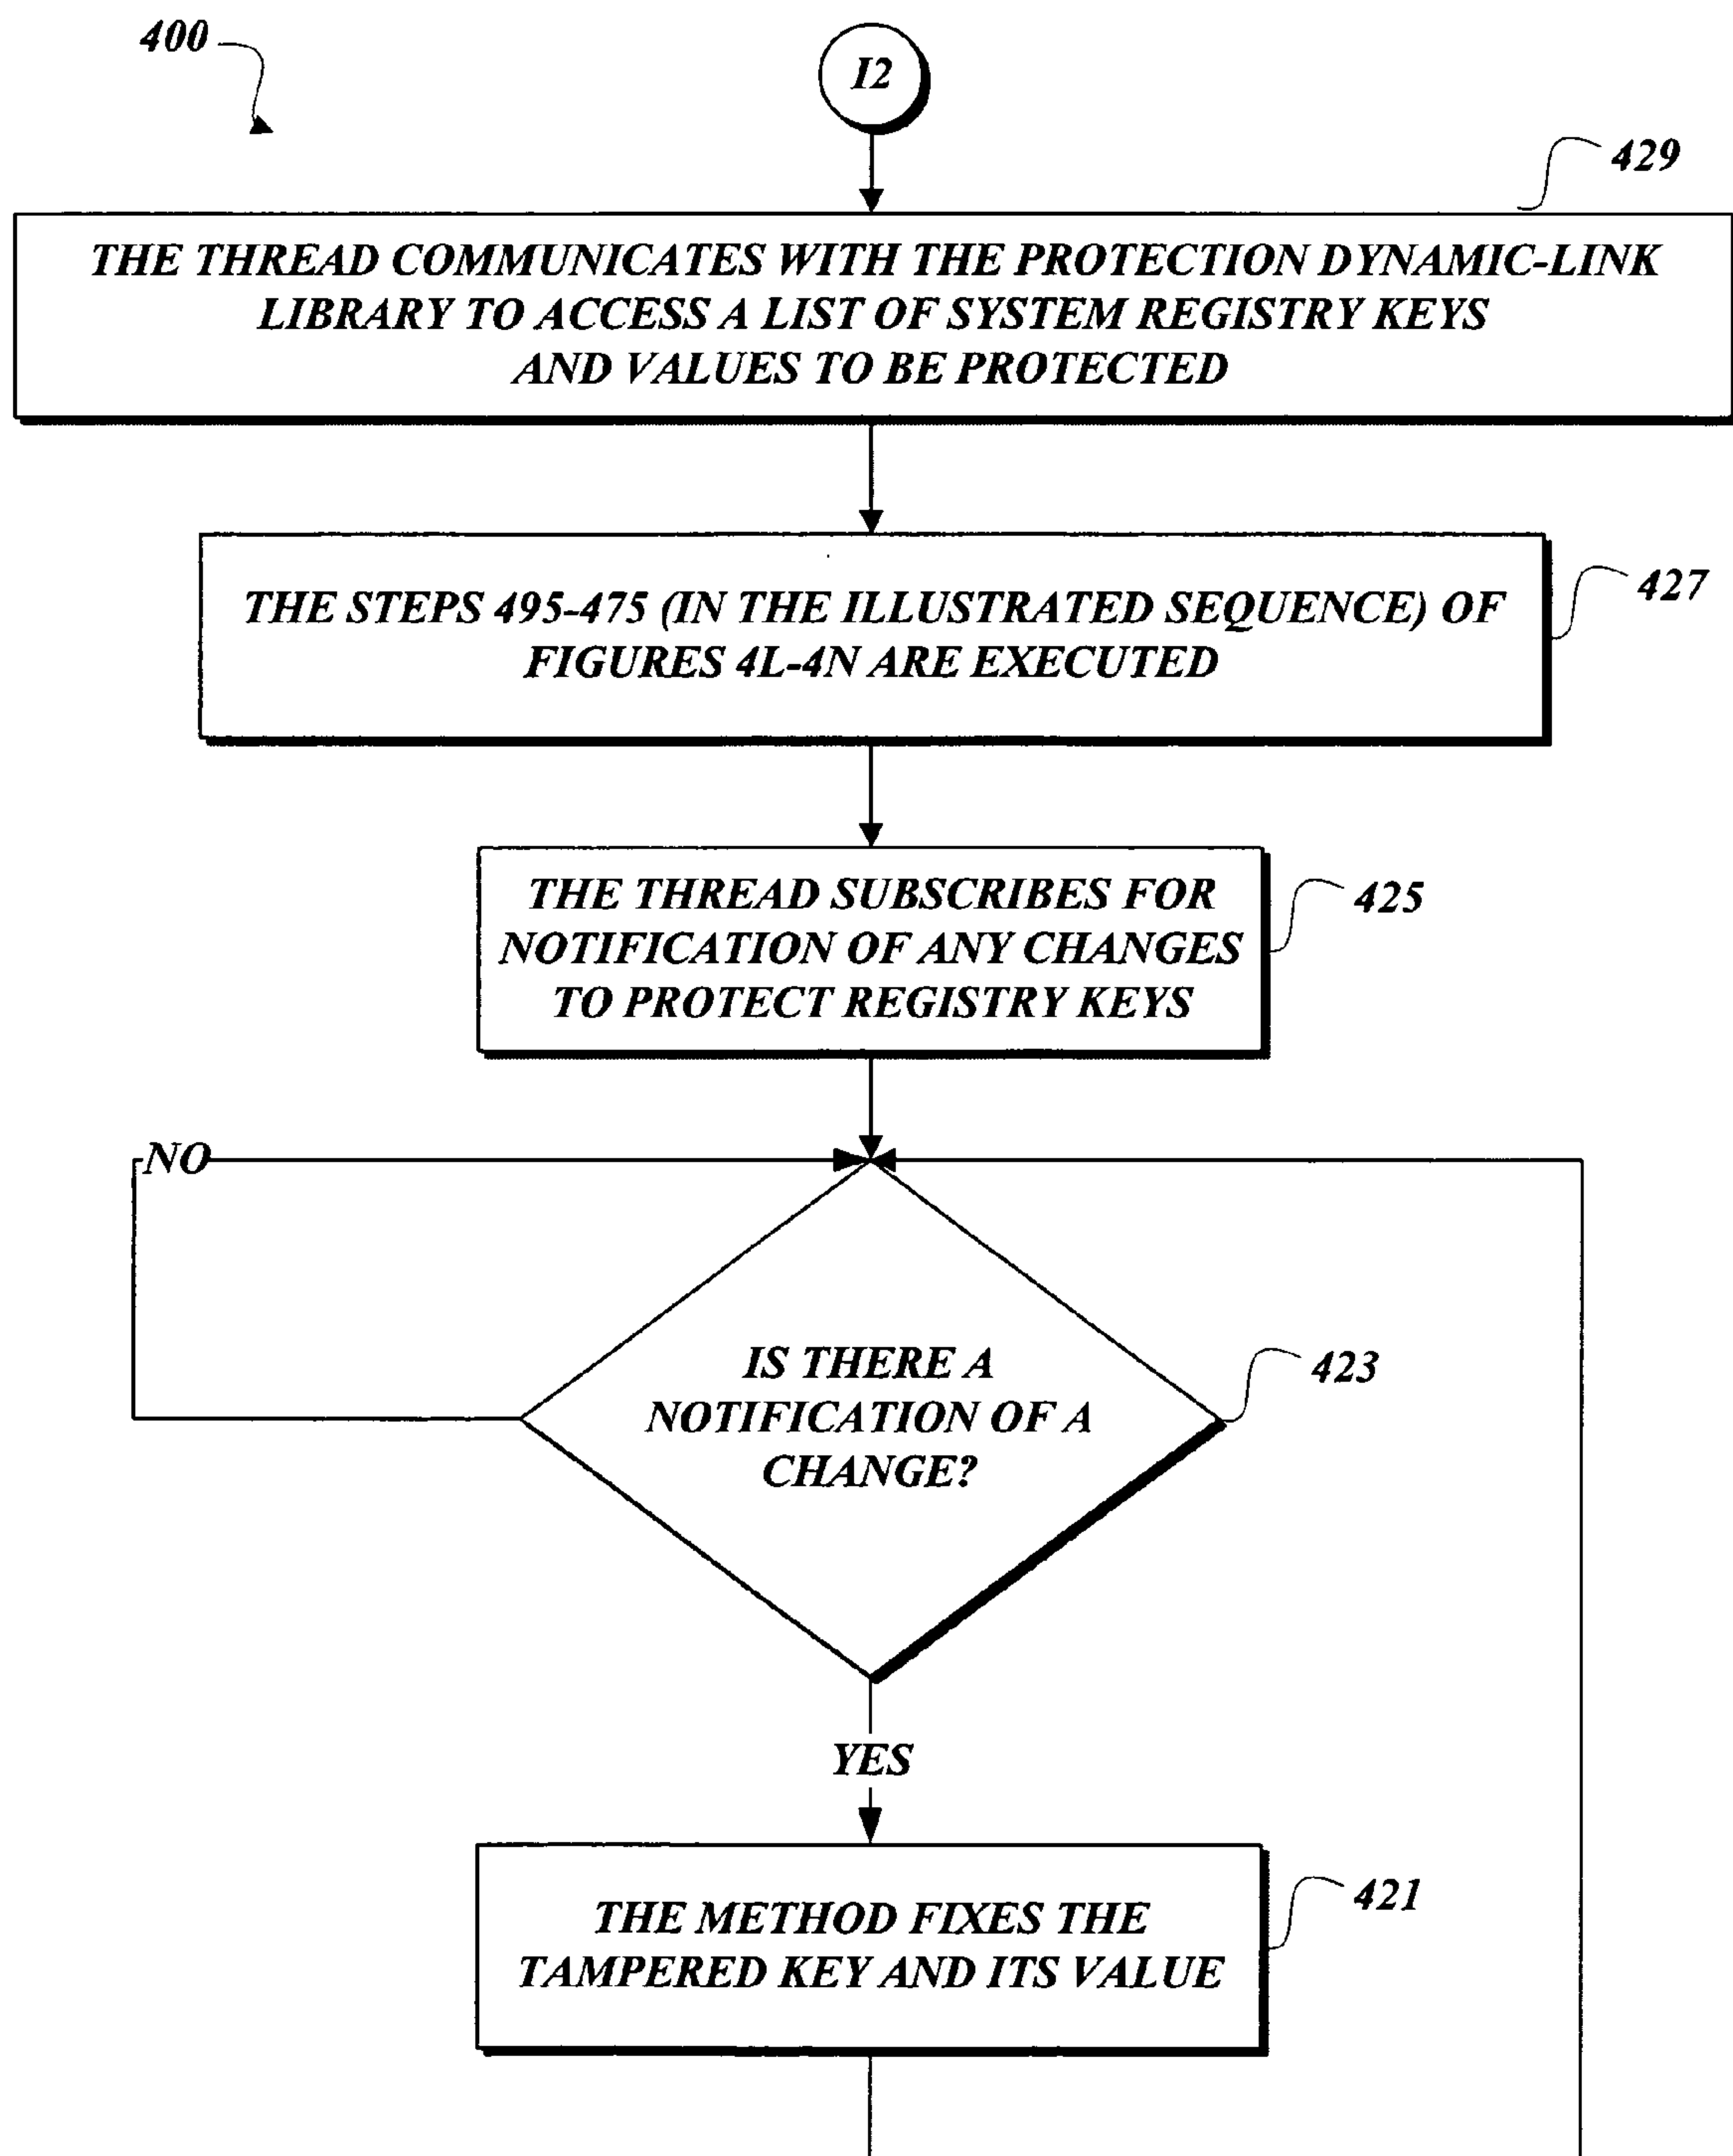 400
I2
429
THE THREAD COMMUNICATES WITH THE PROTECTION DYNAMIC-LINK
LIBRARY TO ACCESS A LIST OF SYSTEM REGISTRY KEYS
AND VALUES TO BE PROTECTED
THE STEPS 495-475 (IN THE ILLUSTRATED SEQUENCE) OF
FIGURES 4L-4N ARE EXECUTED
427
THE THREAD SUBSCRIBES FOR
NOTIFICATION OF ANY CHANGES
TO PROTECT REGISTRY KEYS
425
NO
IS THERE A
NOTIFICATION OF A
CHANGE?
423
YES
THE METHOD FIXES THE
TAMPERED KEY AND ITS VALUE
421